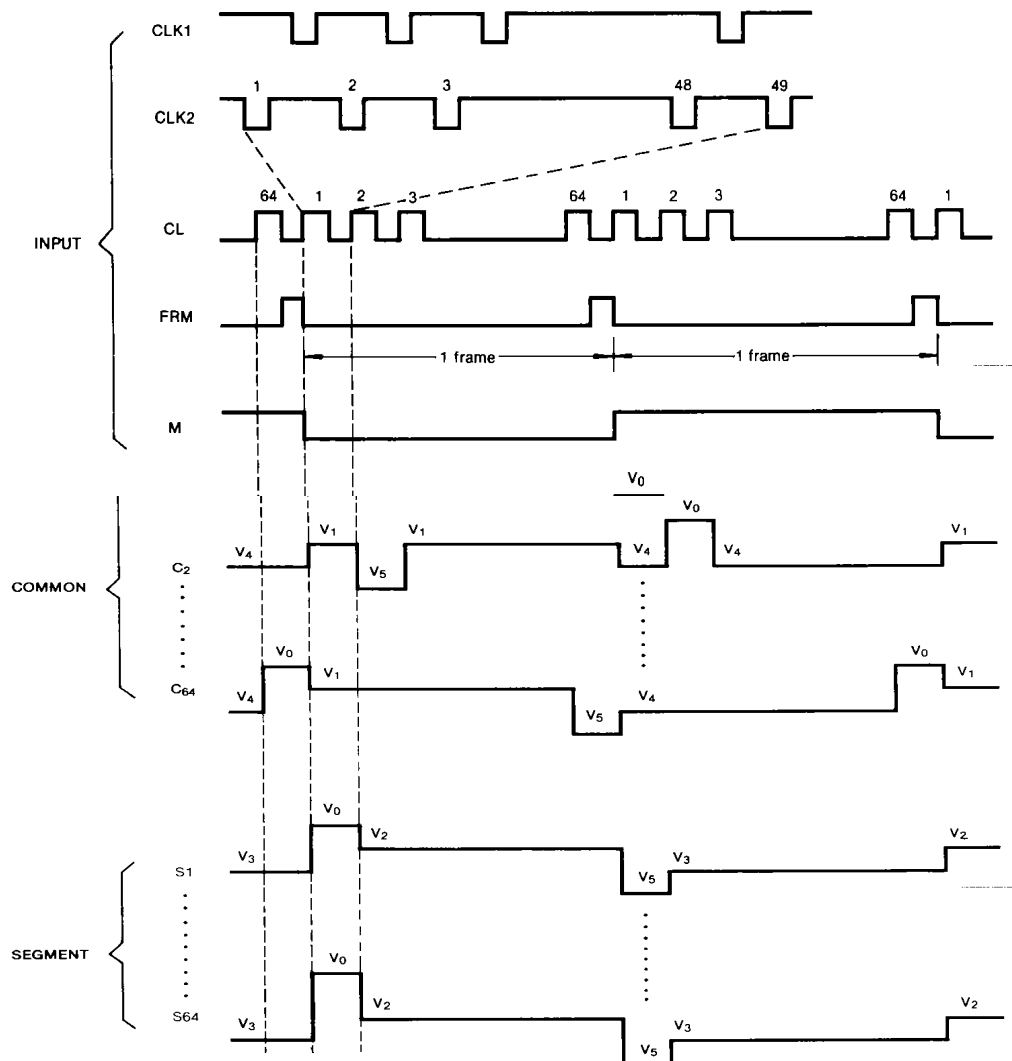 CLK1
1 2 3 48 49
CLK2
64 1 2 3 64 1 2 3 64 1
CL
INPUT
FRM
1 frame 1 frame
M
V0
V1 V1 V0 V1
V4 V5 V4 V4
C2
COMMON
V0 V0
V1 V1
C64
V4 V5 V4
V0
V2 V2
V3 V3
S1 V5
SEGMENT
V0
V2 V2
S64
V3 V3
V5